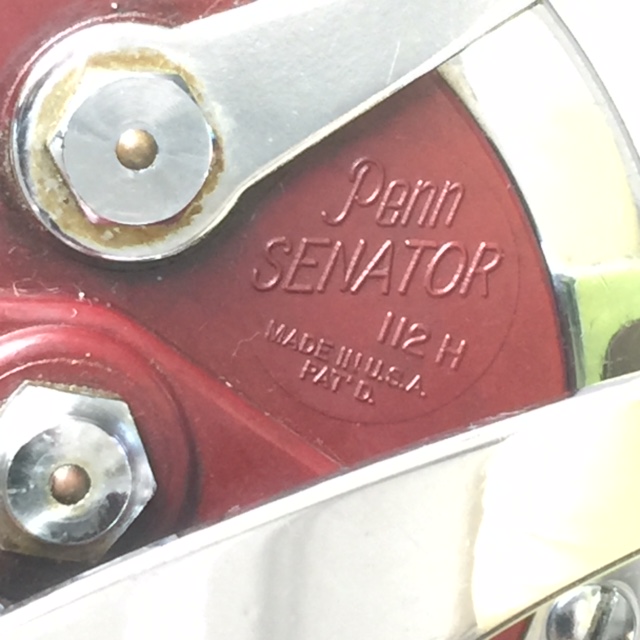 Penn
SENATOR
112 H
MADE IN U.S.A.
PAT'D.